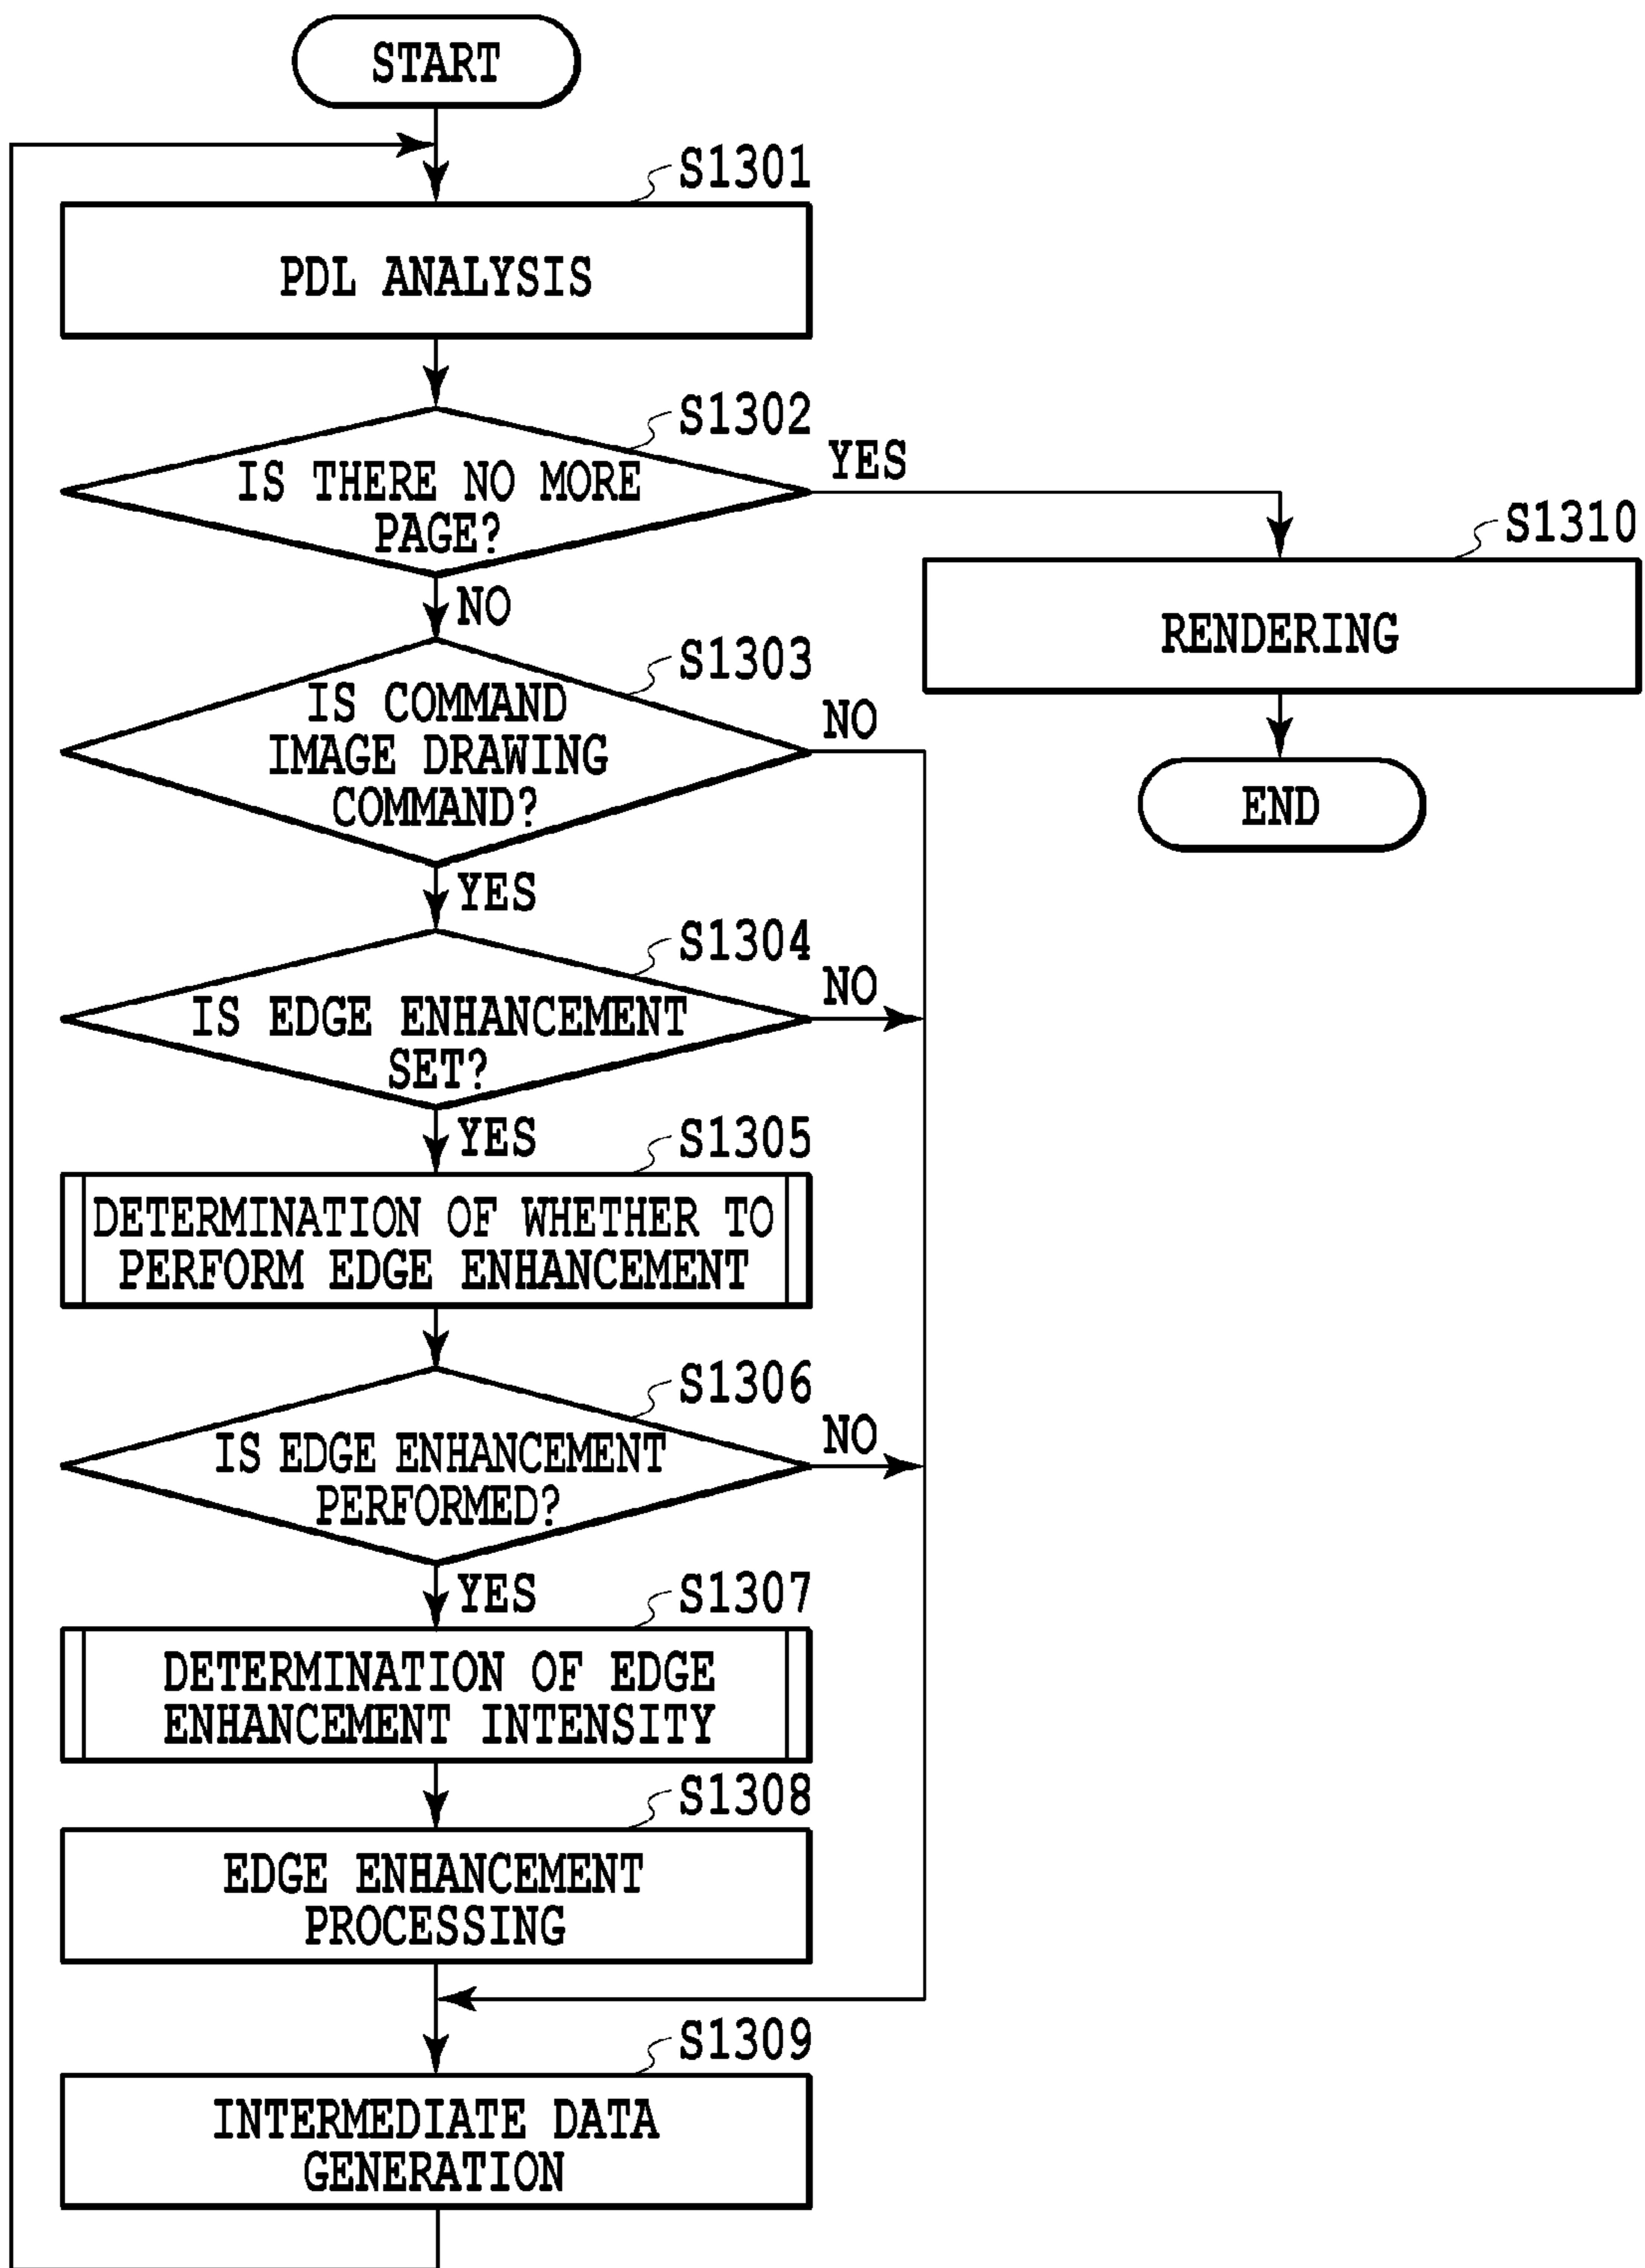 START
S1301
PDL ANALYSIS
S1302
IS THERE NO MORE
PAGE?
YES
NO
S1310
RENDERING
END
S1303
IS COMMAND
IMAGE DRAWING
COMMAND?
NO
YES
S1304
IS EDGE ENHANCEMENT
SET?
NO
YES
S1305
DETERMINATION OF WHETHER TO
PERFORM EDGE ENHANCEMENT
S1306
IS EDGE ENHANCEMENT
PERFORMED?
NO
YES
S1307
DETERMINATION OF EDGE
ENHANCEMENT INTENSITY
S1308
EDGE ENHANCEMENT
PROCESSING
S1309
INTERMEDIATE DATA
GENERATION